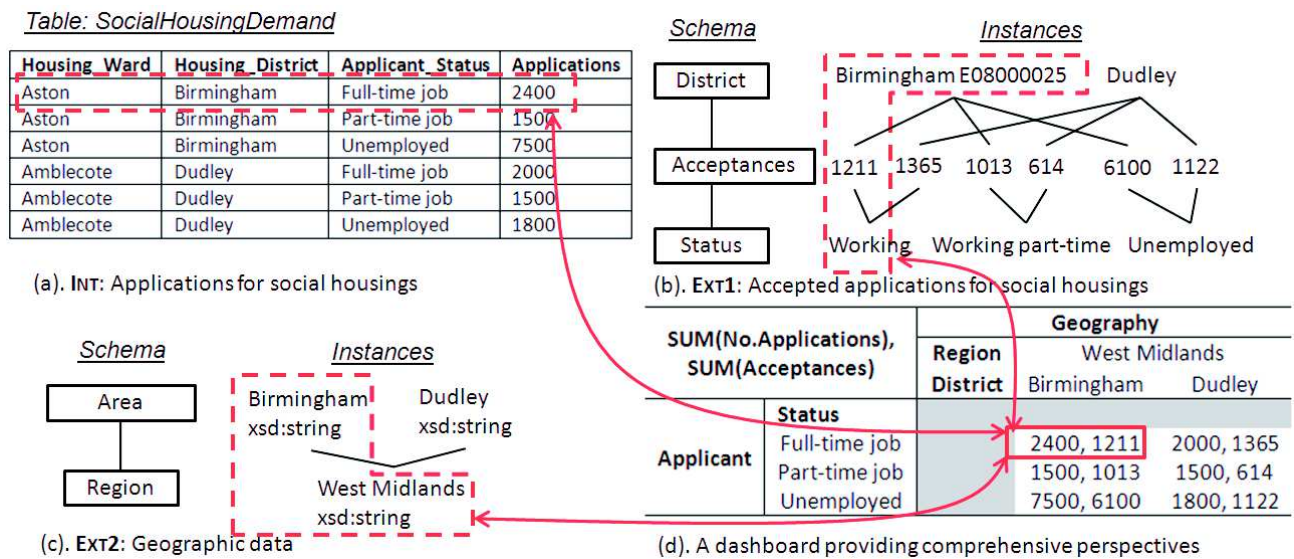 Table: SocialHousingDemand
Housing_Ward Housing_District Applicant_Status Applications
Aston Birmingham Full-time job 2400
Aston Birmingham Part-time job 1500
Aston Birmingham Unemployed 7500
Amblecote Dudley Full-time job 2000
Amblecote Dudley Part-time job 1500
Amblecote Dudley Unemployed 1800
(a). INT: Applications for social housings
Schema Instances
District Birmingham E08000025 Dudley
Acceptances 1211 1365 1013 614 6100 1122
Status Working Working part-time Unemployed
(b). EXT1: Accepted applications for social housings
Schema Instances
Area Birmingham Dudley
xsd:string xsd:string
Region West Midlands
xsd:string
(c). EXT2: Geographic data
SUM(No.Applications), Geography
SUM(Acceptances) Region West Midlands
District Birmingham Dudley
Applicant Status
Full-time job 2400, 1211 2000, 1365
Part-time job 1500, 1013 1500, 614
Unemployed 7500, 6100 1800, 1122
(d). A dashboard providing comprehensive perspectives